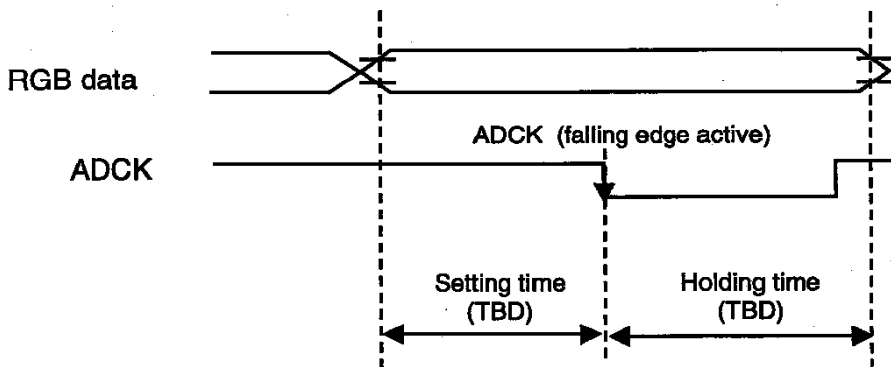 RGB data
ADCK (falling edge active)
ADCK
Setting time
(TBD)
Holding time
(TBD)